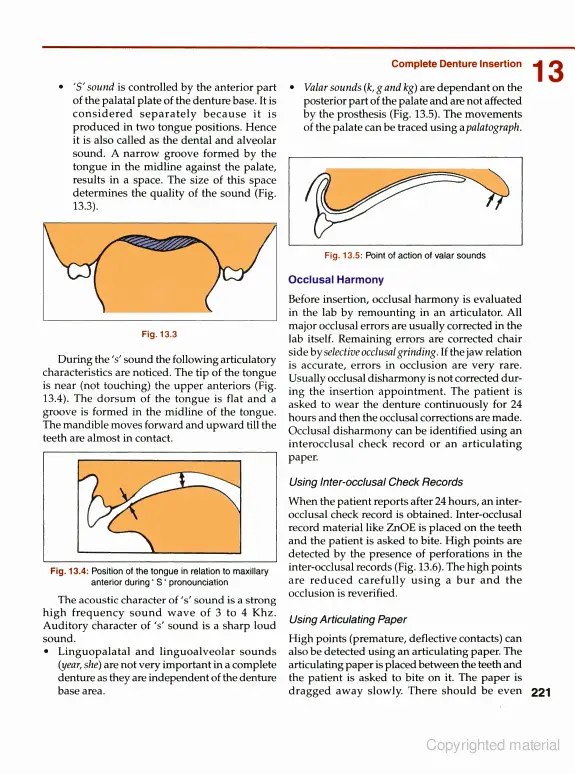 Complete Denture Insertion
13
• 'S' sound is controlled by the anterior part
of the palatal plate of the denture base. It is
considered separately because it is
produced in two tongue positions. Hence
it is also called as the dental and alveolar
sound. A narrow groove formed by the
tongue in the midline against the palate,
results in a space. The size of this space
determines the quality of the sound (Fig.
13.3).
Fig. 13.3
During the 's' sound the following articulatory
characteristics are noticed. The tip of the tongue
is near (not touching) the upper anteriors (Fig.
13.4). The dorsum of the tongue is flat and a
groove is formed in the midline of the tongue.
The mandible moves forward and upward till the
teeth are almost in contact.
Fig. 13.4: Position of the tongue in relation to maxillary
anterior during ' S ' pronounciation
The acoustic character of 's' sound is a strong
high frequency sound wave of 3 to 4 Khz.
Auditory character of 's' sound is a sharp loud
sound.
• Linguopalatal and linguoalveolar sounds
(year, she) are not very important in a complete
denture as they are independent of the denture
base area.
• Valar sounds (k, g and kg) are dependant on the
posterior part of the palate and are not affected
by the prosthesis (Fig. 13.5). The movements
of the palate can be traced using a palatograph.
Fig. 13.5: Point of action of valar sounds
Occlusal Harmony
Before insertion, occlusal harmony is evaluated
in the lab by remounting in an articulator. All
major occlusal errors are usually corrected in the
lab itself. Remaining errors are corrected chair
side by selective occlusal grinding. If the jaw relation
is accurate, errors in occlusion are very rare.
Usually occlusal disharmony is not corrected dur-
ing the insertion appointment. The patient is
asked to wear the denture continuously for 24
hours and then the occlusal corrections are made.
Occlusal disharmony can be identified using an
interocclusal check record or an articulating
paper.
Using Inter-occlusal Check Records
When the patient reports after 24 hours, an inter-
occlusal check record is obtained. Inter-occlusal
record material like ZnOE is placed on the teeth
and the patient is asked to bite. High points are
detected by the presence of perforations in the
inter-occlusal records (Fig. 13.6). The high points
are reduced carefully using a bur and the
occlusion is reverified.
Using Articulating Paper
High points (premature, deflective contacts) can
also be detected using an articulating paper. The
articulating paper is placed between the teeth and
the patient is asked to bite on it. The paper is
dragged away slowly. There should be even
221
Copyrighted material